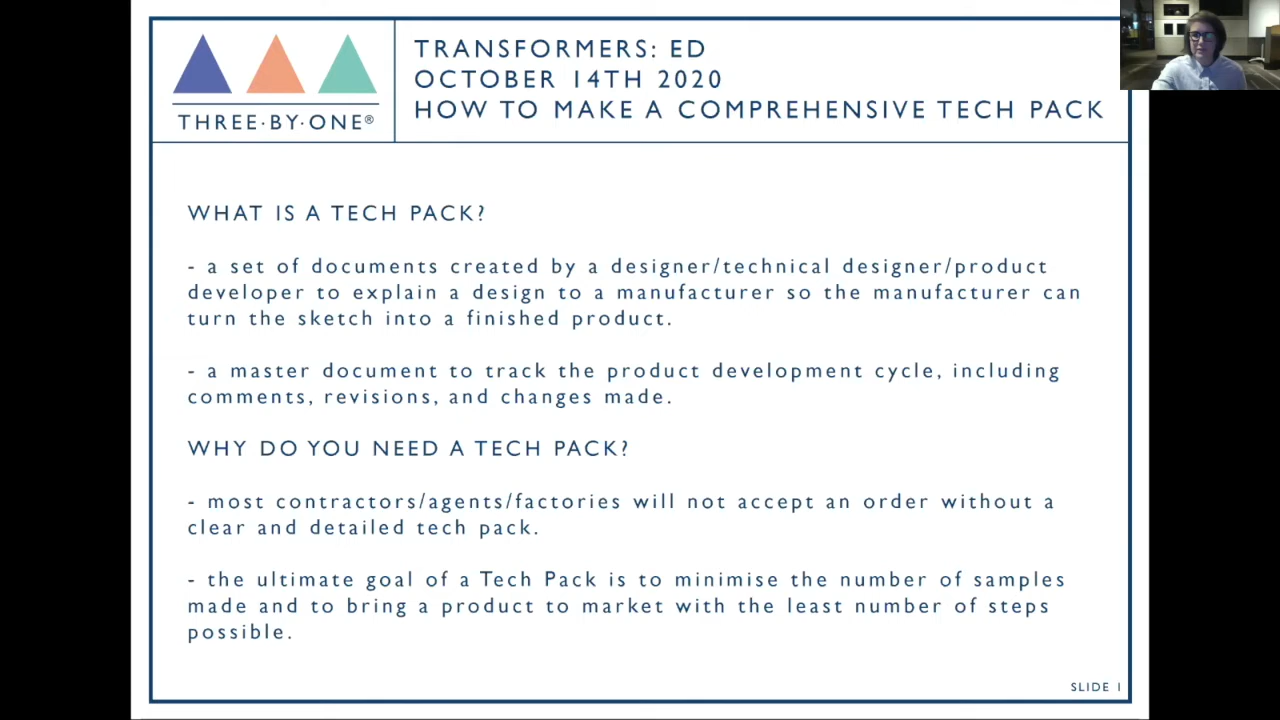 THREE·BY·ONE®
TRANSFORMERS: ED
OCTOBER 14TH 2020
HOW TO MAKE A COMPREHENSIVE TECH PACK
WHAT IS A TECH PACK?
- a set of documents created by a designer/technical designer/product
developer to explain a design to a manufacturer so the manufacturer can
turn the sketch into a finished product.
- a master document to track the product development cycle, including
comments, revisions, and changes made.
WHY DO YOU NEED A TECH PACK?
- most contractors/agents/factories will not accept an order without a
clear and detailed tech pack.
- the ultimate goal of a Tech Pack is to minimise the number of samples
made and to bring a product to market with the least number of steps
possible.
SLIDE 1